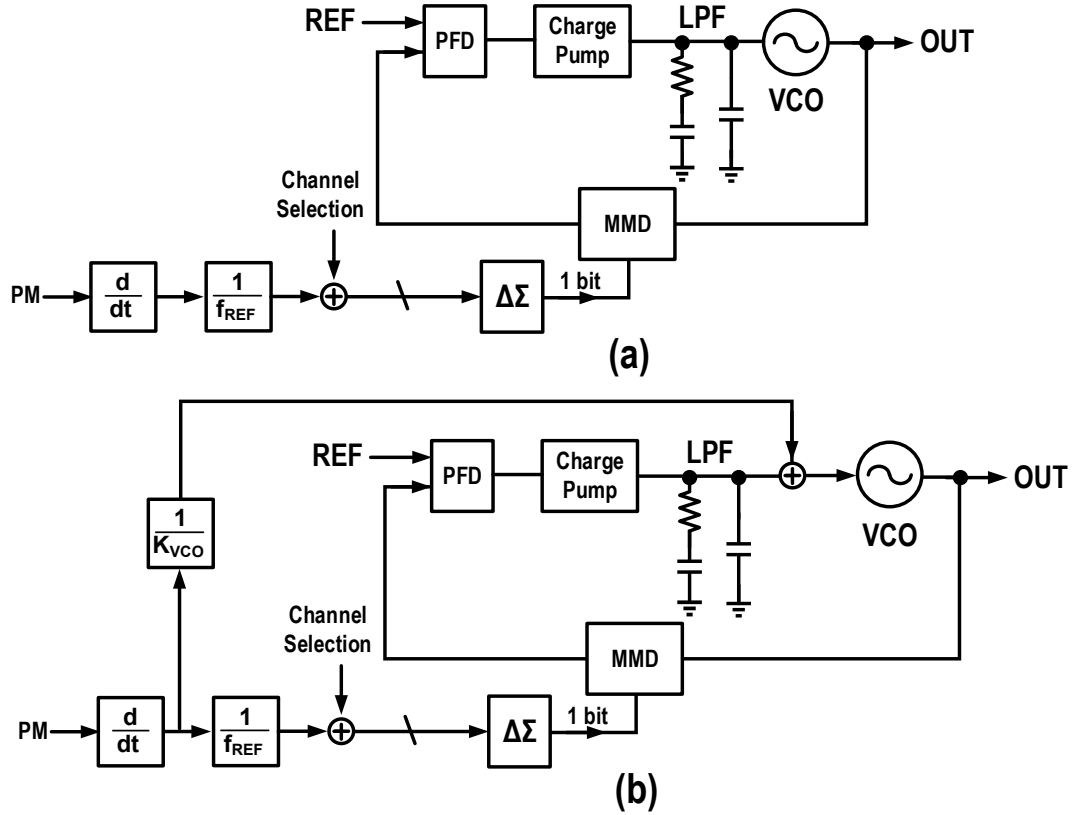 REF
PFD
Charge
Pump
LPF
VCO
OUT
Channel
Selection
MMD
PM
d
dt
1
fREF
ΔΣ
1 bit
(a)
REF
PFD
Charge
Pump
LPF
OUT
VCO
1
KVCO
Channel
Selection
MMD
PM
d
dt
1
fREF
ΔΣ
1 bit
(b)